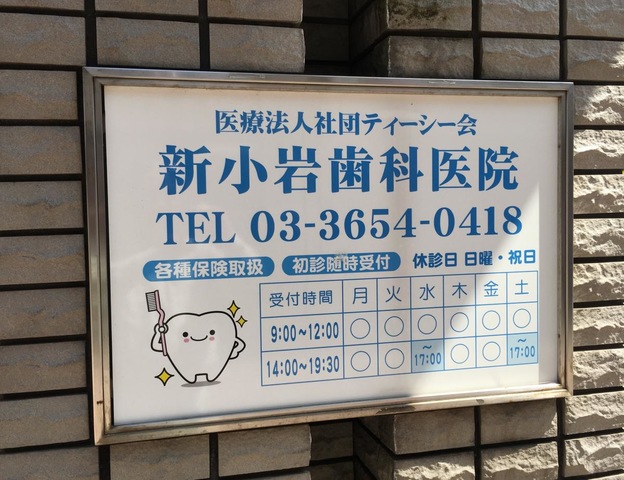 医療法人社団ティーシー会
新小岩歯科医院
TEL 03-3654-0418
各種保険取扱 初診随時受付 休診日 日曜・祝日
受付時間 月 火 水 木 金 土
9:00~12:00 ○ ○ ○ ○ ○ ○
14:00~19:30 ○ ○ ~17:00 ○ ○ ~17:00